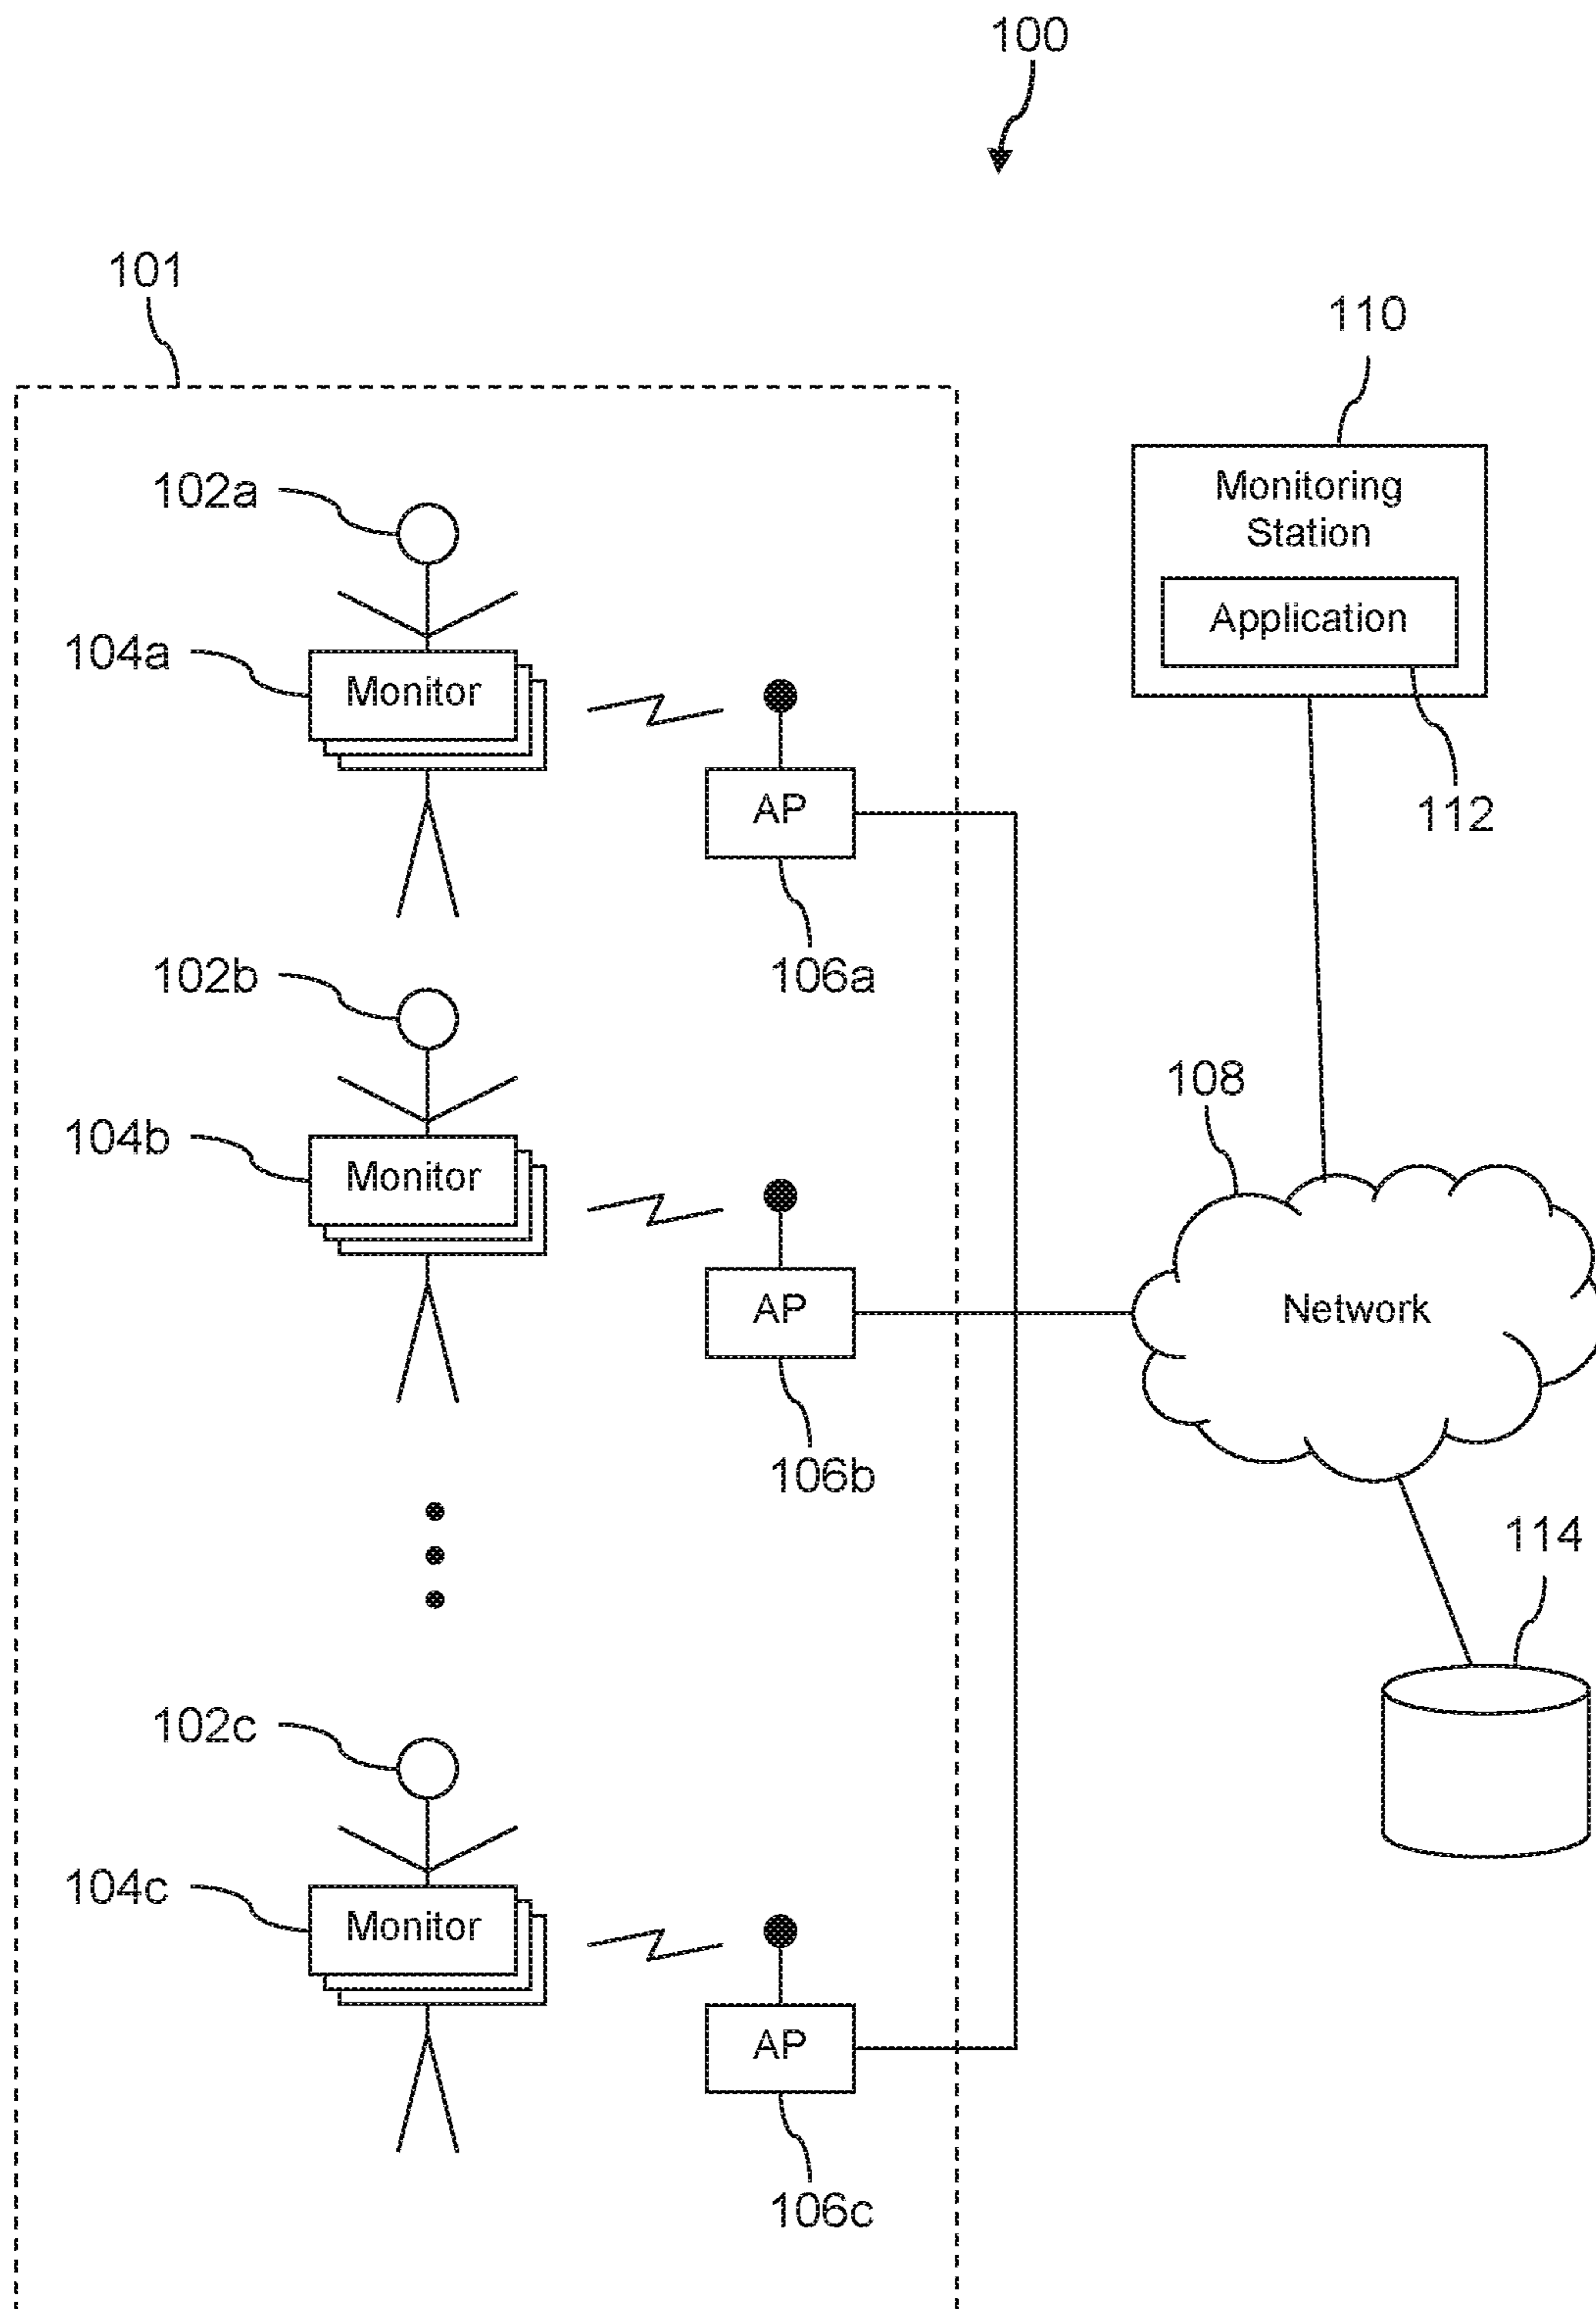 100
101
110
Monitoring
Station
Application
112
102a
104a
Monitor
AP
106a
102b
104b
Monitor
AP
106b
108
Network
114
102c
104c
Monitor
AP
106c